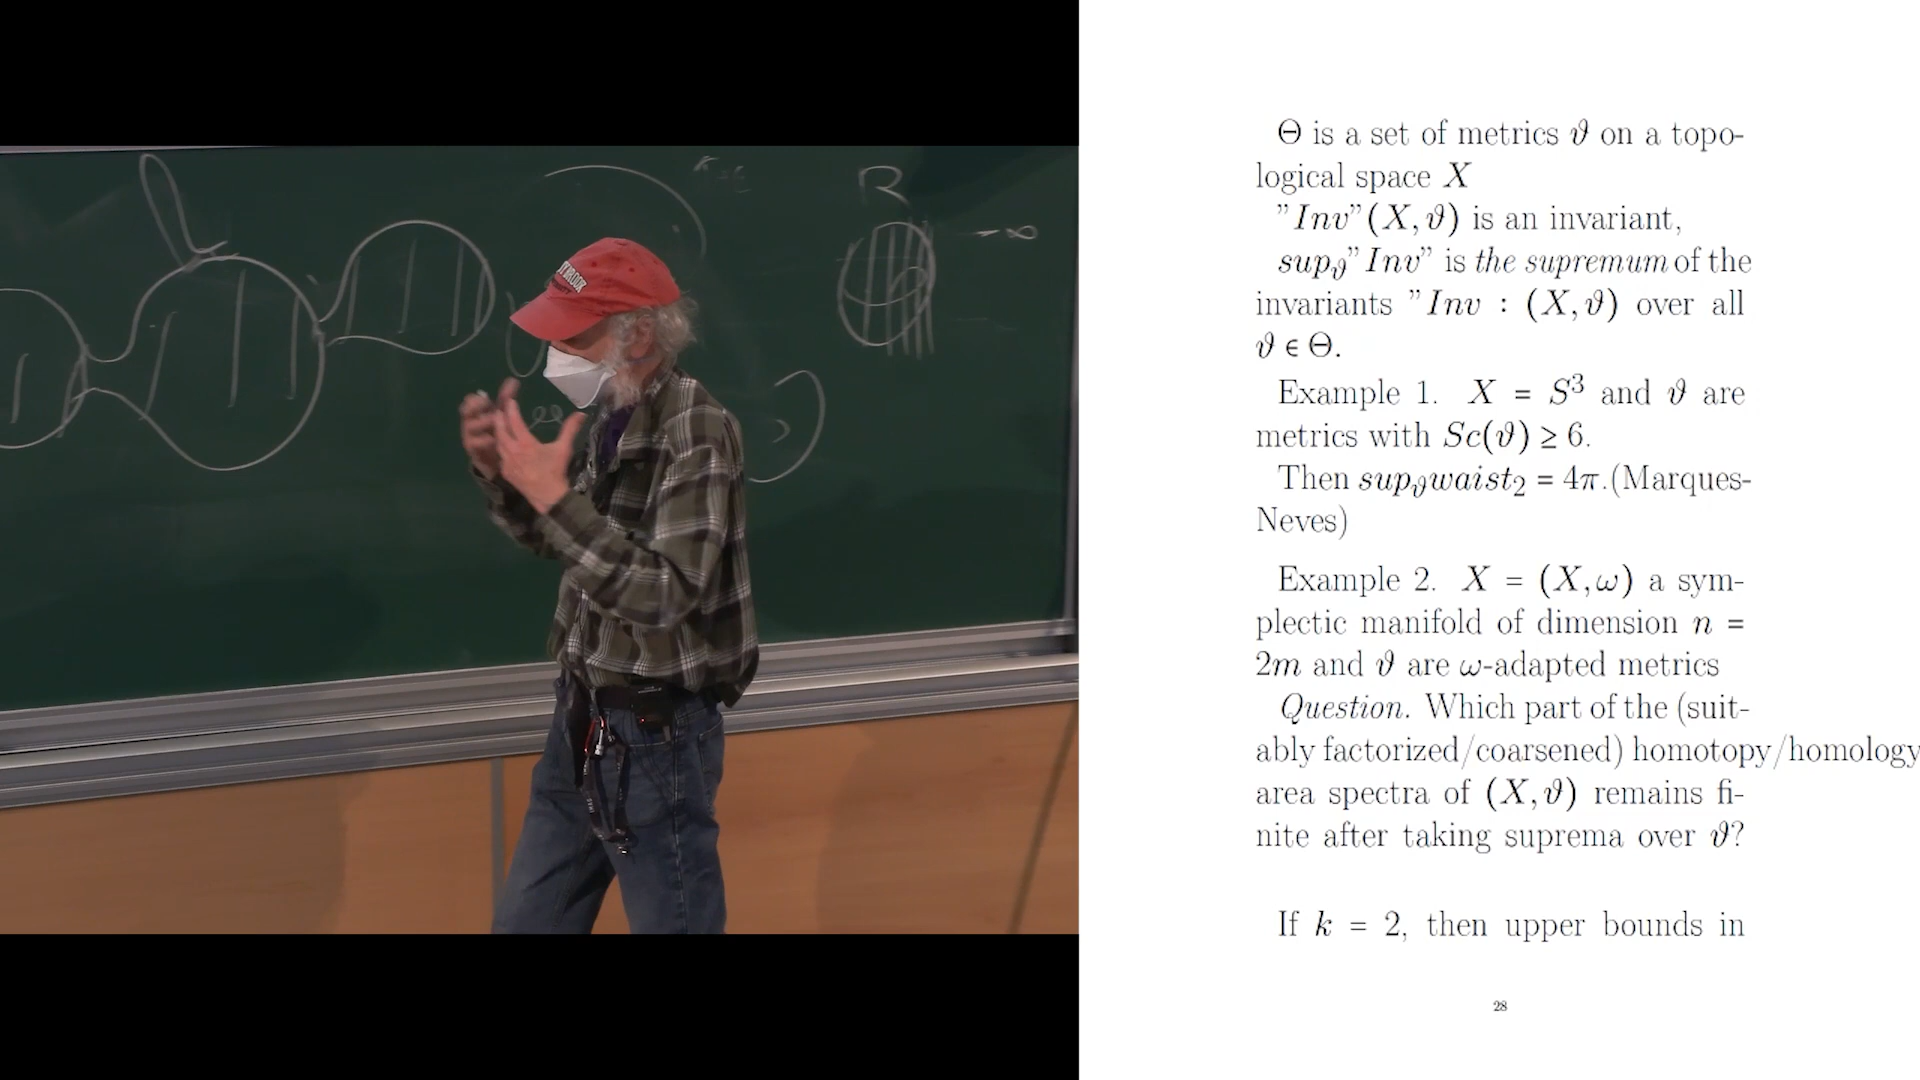 R
- ∞
Θ is a set of metrics ϑ on a topo-
logical space X
"Inv"(X, ϑ) is an invariant,
sup_ϑ"Inv" is the supremum of the
invariants "Inv : (X, ϑ) over all
ϑ ∈ Θ.
Example 1. X = S³ and ϑ are
metrics with Sc(ϑ) ≥ 6.
Then sup_ϑwaist₂ = 4π.(Marques-
Neves)
Example 2. X = (X, ω) a sym-
plectic manifold of dimension n =
2m and ϑ are ω-adapted metrics
Question. Which part of the (suit-
ably factorized/coarsened) homotopy/homology
area spectra of (X, ϑ) remains fi-
nite after taking suprema over ϑ?
If k = 2, then upper bounds in
28